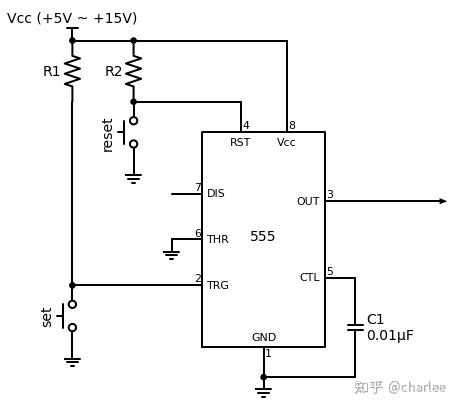 Vcc (+5V ~ +15V)
R1
R2
reset
4
8
RST
Vcc
7
DIS
OUT
3
6
THR
555
2
TRG
CTL
5
set
GND
1
C1
0.01µF
知乎 @charlee